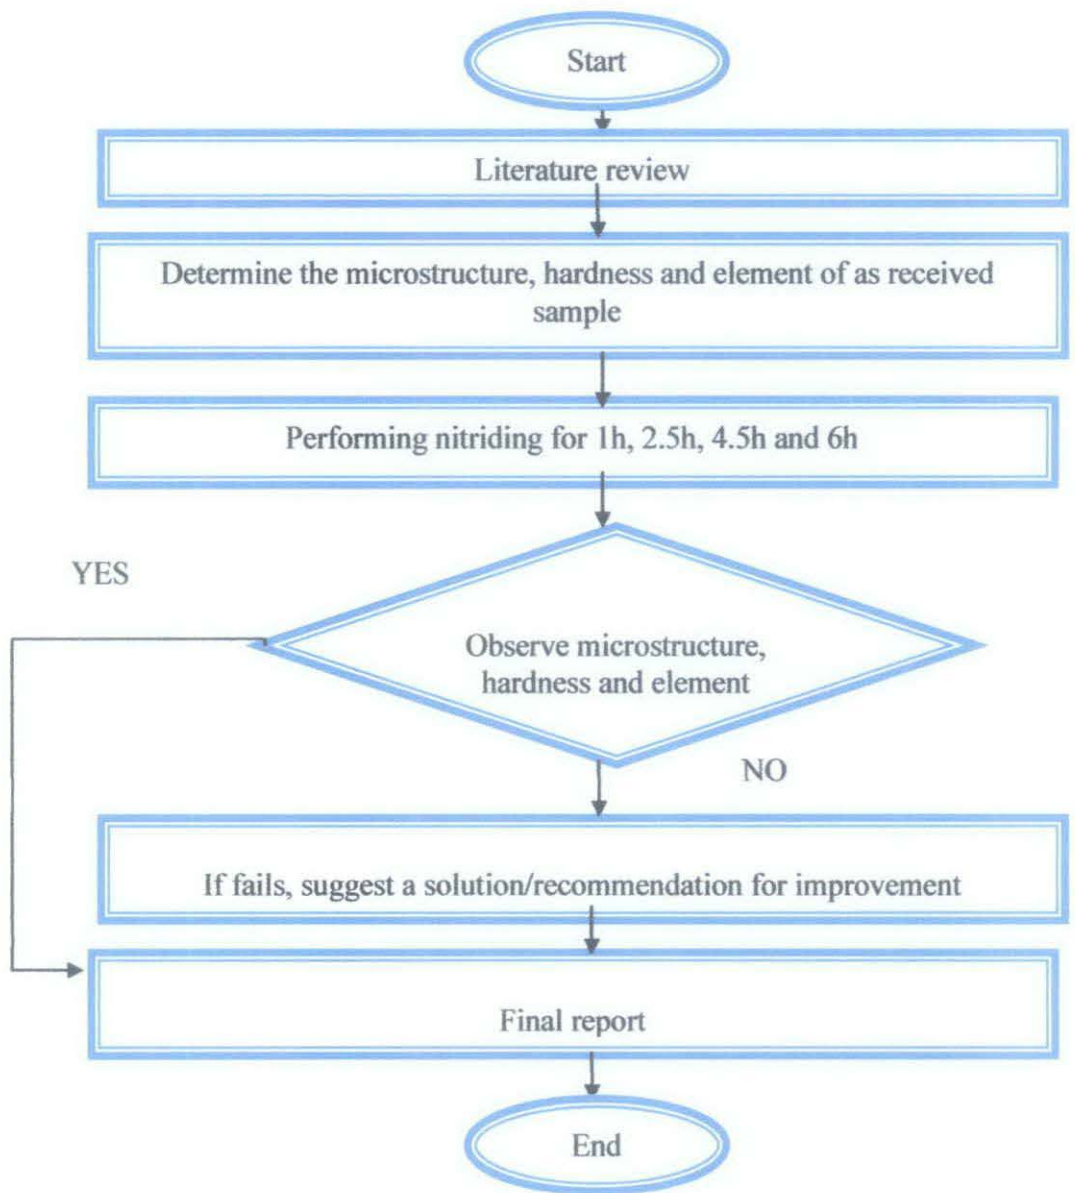 Start
Literature review
Determine the microstructure, hardness and element of as received
sample
Performing nitriding for 1h, 2.5h, 4.5h and 6h
YES
Observe microstructure,
hardness and element
NO
If fails, suggest a solution/recommendation for improvement
Final report
End